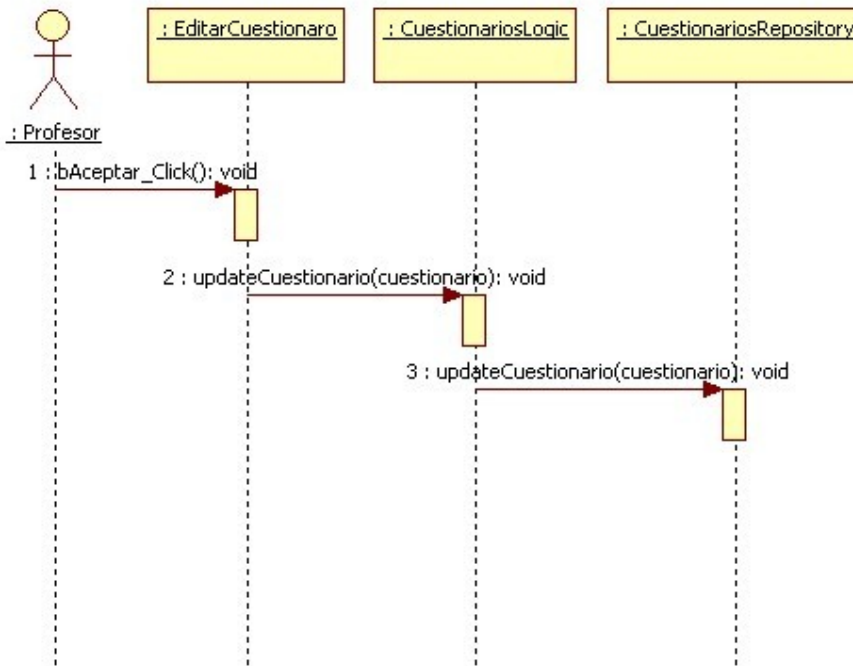 : EditarCuestionaro
: CuestionariosLogic
: CuestionariosRepository
: Profesor
1 : bAceptar_Click(): void
2 : updateCuestionario(cuestionario): void
3 : updateCuestionario(cuestionario): void